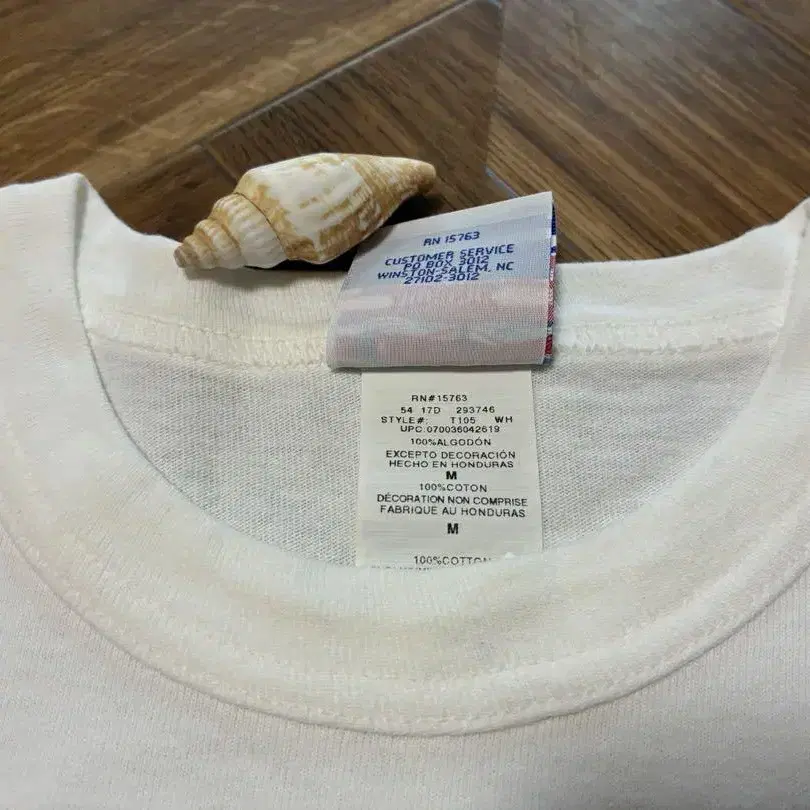 RN 15763
CUSTOMER SERVICE
PO BOX 3012
WINSTON-SALEM, NC
27102-3012
RN#15763
54 17D 293746
STYLE#: T105 WH
UPC:070036042619
100%ALGODÓN
EXCEPTO DECORACIÓN
HECHO EN HONDURAS
M
100%COTON
DÉCORATION NON COMPRISE
FABRIQUE AU HONDURAS
M
100%COTTON